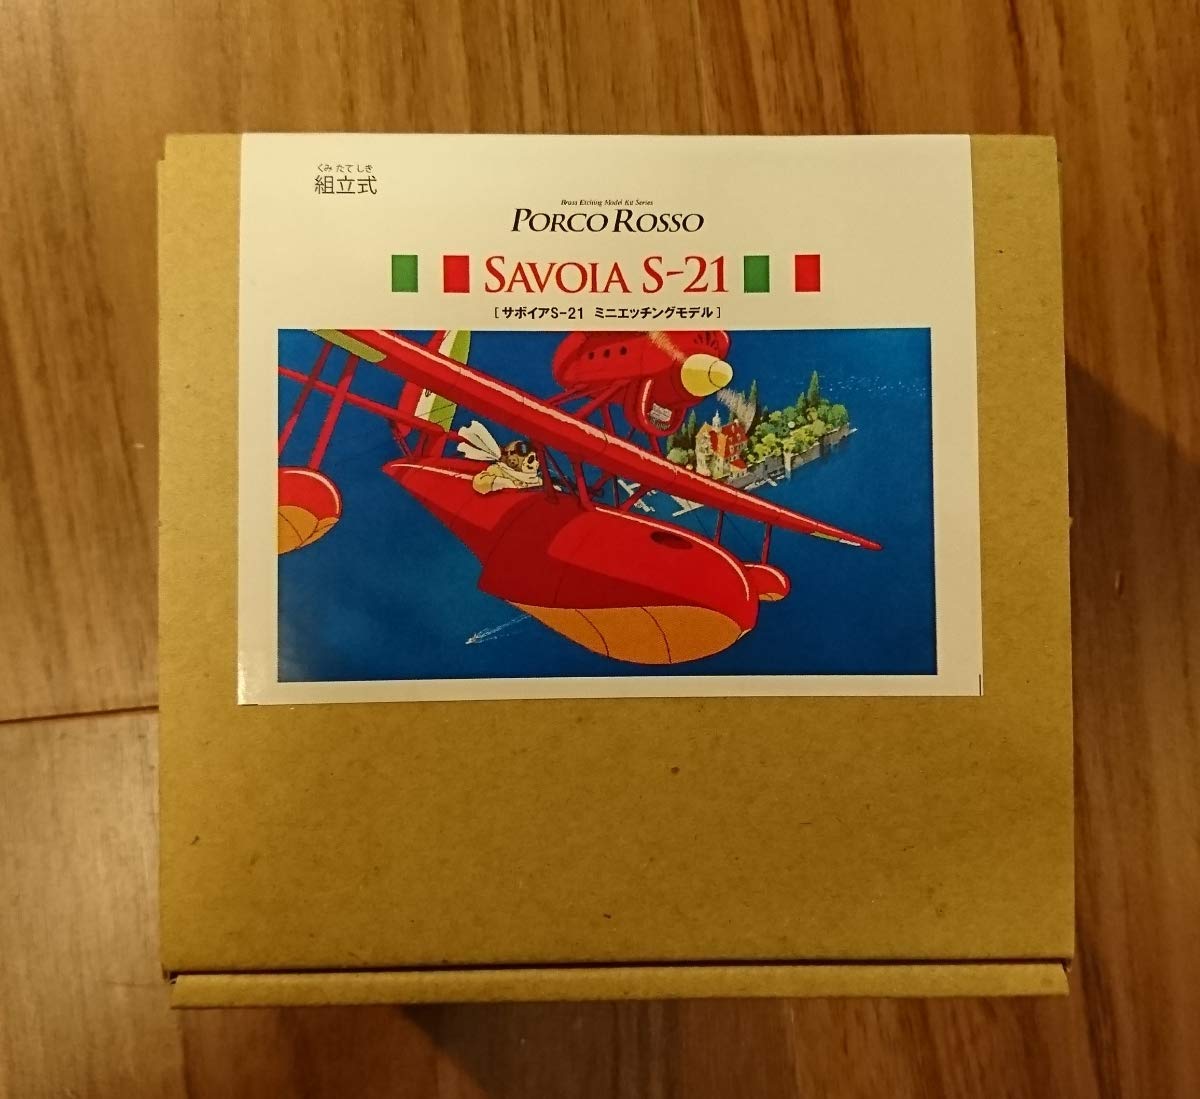 くみ たて しき
組立式
Brass Etching Model Kit Series
PORCO ROSSO
SAVOIA S-21
[ サボイアS-21 ミニエッチングモデル ]